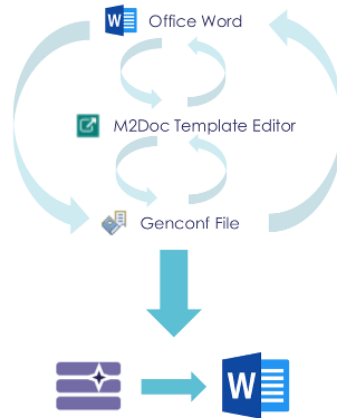 W
Office Word
M2Doc Template Editor
Genconf File
W